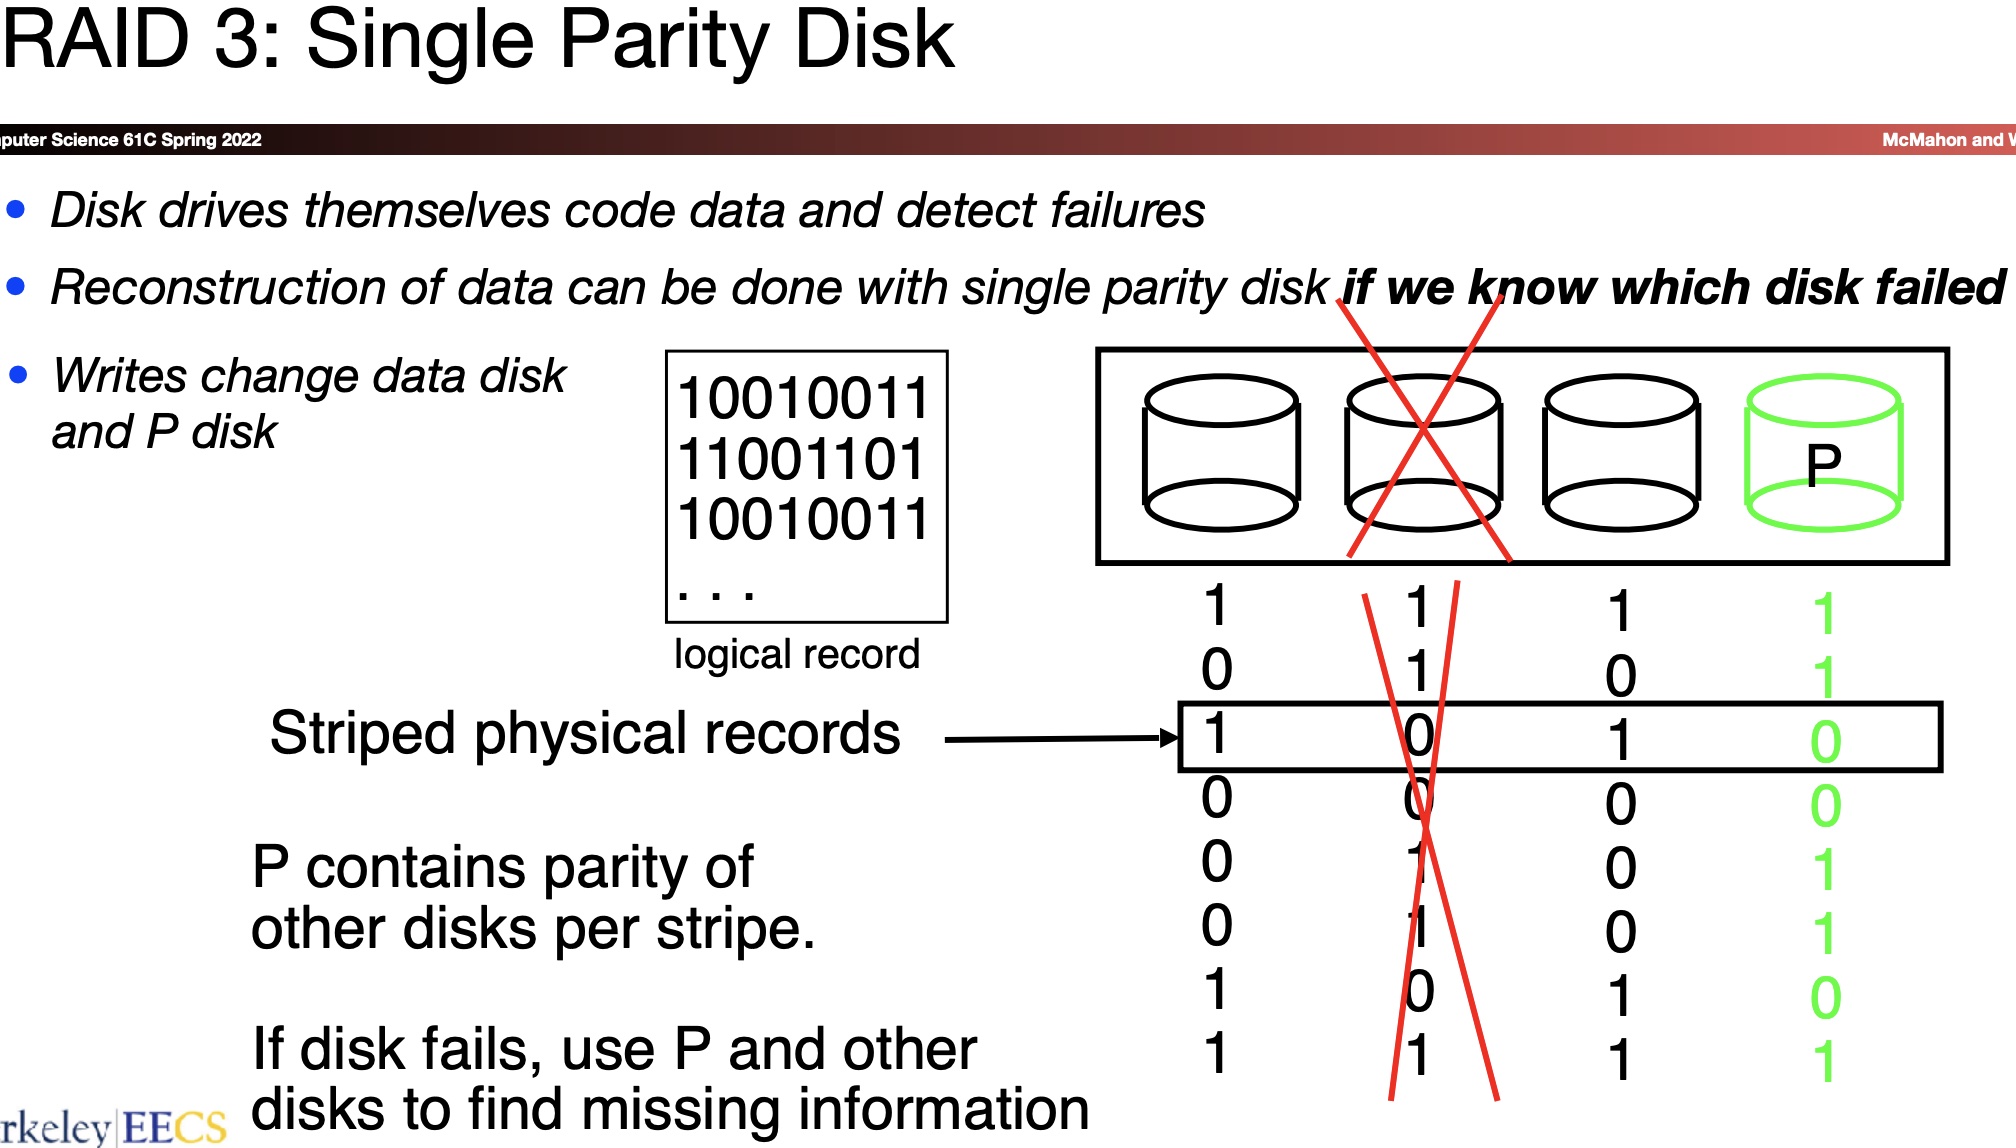 RAID 3: Single Parity Disk
puter Science 61C Spring 2022
McMahon and W
• Disk drives themselves code data and detect failures
• Reconstruction of data can be done with single parity disk if we know which disk failed
• Writes change data disk
and P disk
10010011
11001101
10010011
. . .
logical record
P
Striped physical records
1 1 1 1
0 1 0 1
1 0 1 0
0 0 0 0
0 1 0 1
0 1 0 1
1 0 1 0
1 1 1 1
P contains parity of
other disks per stripe.
If disk fails, use P and other
disks to find missing information
rkeley EECS